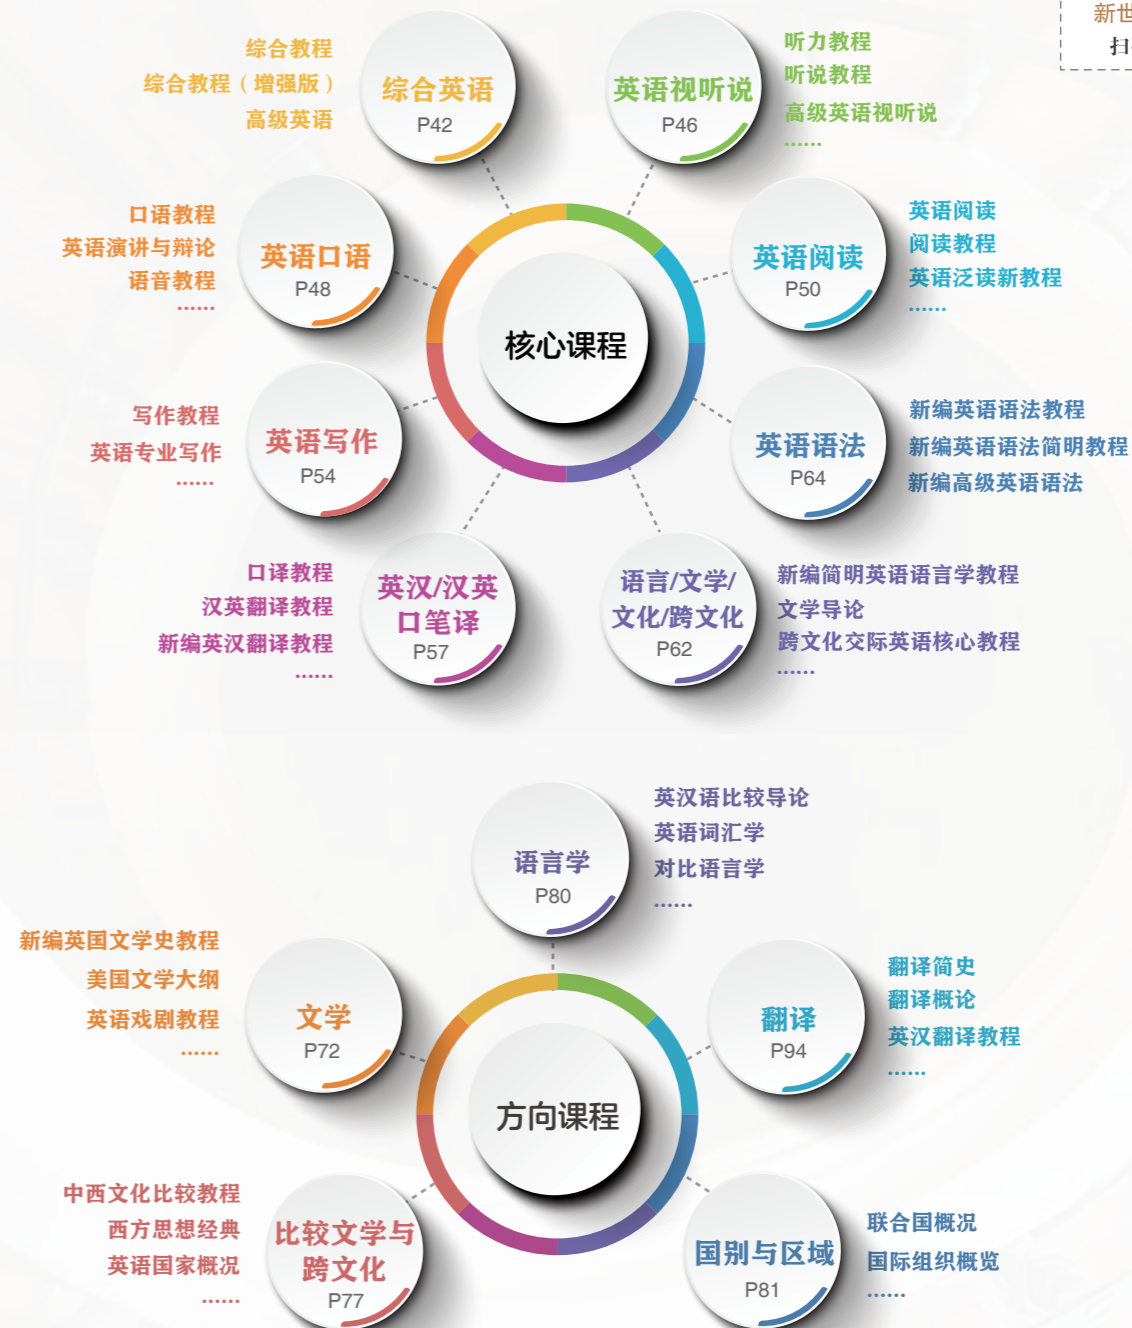 新世
扫
综合教程
综合教程（增强版）
高级英语
综合英语
P42
英语视听说
P46
听力教程
听说教程
高级英语视听说
......
口语教程
英语演讲与辩论
语音教程
......
英语口语
P48
英语阅读
P50
英语阅读
阅读教程
英语泛读新教程
......
核心课程
写作教程
英语专业写作
......
英语写作
P54
英语语法
P64
新编英语语法教程
新编英语语法简明教程
新编高级英语语法
口译教程
汉英翻译教程
新编英汉翻译教程
......
英汉/汉英
口笔译
P57
语言/文学/
文化/跨文化
P62
新编简明英语语言学教程
文学导论
跨文化交际英语核心教程
......
语言学
P80
英汉语比较导论
英语词汇学
对比语言学
......
新编英国文学史教程
美国文学大纲
英语戏剧教程
......
文学
P72
翻译
P94
翻译简史
翻译概论
英汉翻译教程
......
方向课程
中西文化比较教程
西方思想经典
英语国家概况
......
比较文学与
跨文化
P77
国别与区域
P81
联合国概况
国际组织概览
......